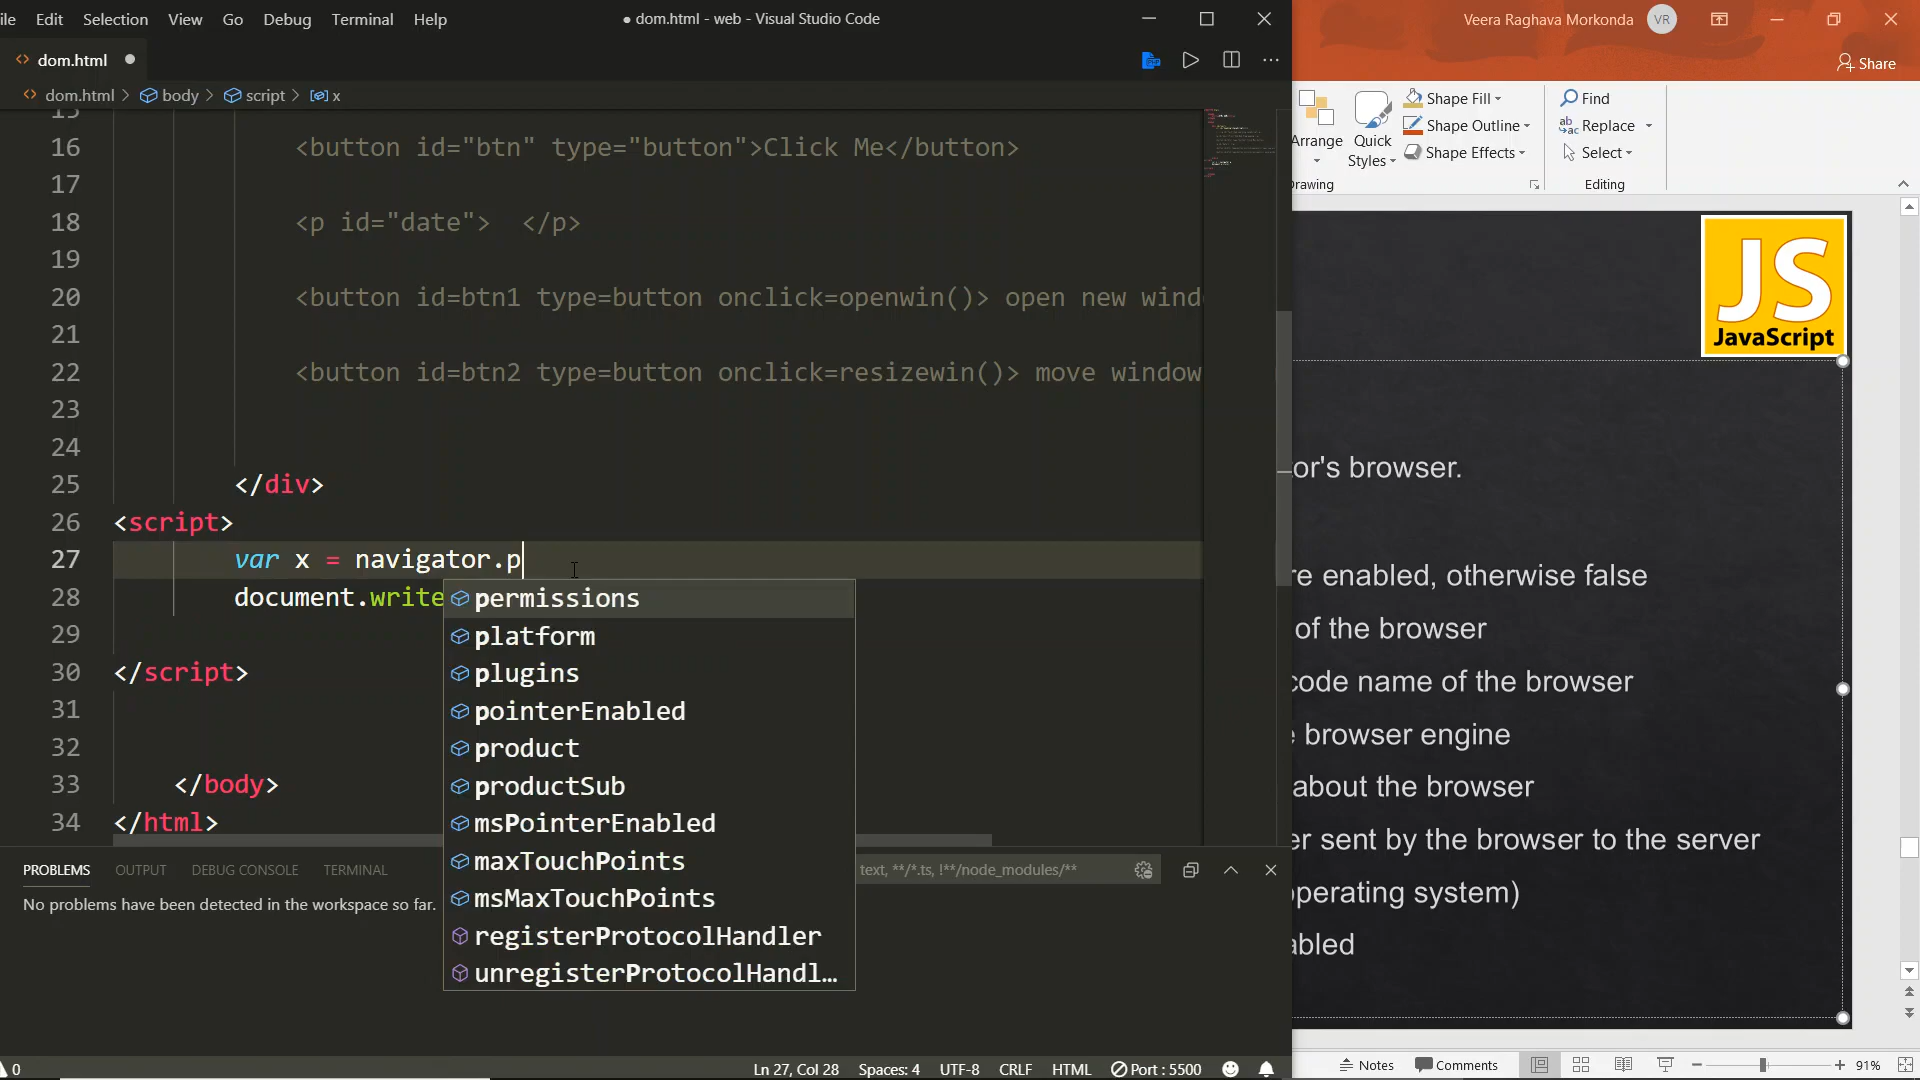 ile Edit Selection View Go Debug Terminal Help
● dom.html - web - Visual Studio Code
Veera Raghava Morkonda VR
dom.html
Share
dom.html > body > script > x
Shape Fill
Find
Arrange
Quick
Styles
Shape Outline
Replace
Shape Effects
Select
rawing
Editing
15
16 <button id="btn" type="button">Click Me</button>
17
18 <p id="date">  </p>
19
20 <button id=btn1 type=button onclick=openwin()> open new wind
21
22 <button id=btn2 type=button onclick=resizewin()> move window
23
24
25 </div>
26 <script>
27 var x = navigator.p
28 document.write
29
30 </script>
31
32
33 </body>
34 </html>
permissions
platform
plugins
pointerEnabled
product
productSub
msPointerEnabled
maxTouchPoints
msMaxTouchPoints
registerProtocolHandler
unregisterProtocolHandl…
PROBLEMS OUTPUT DEBUG CONSOLE TERMINAL
text, **/*.ts, !**/node_modules/**
No problems have been detected in the workspace so far.
0
Ln 27, Col 28 Spaces: 4 UTF-8 CRLF HTML Port : 5500
JS
JavaScript
or's browser.
re enabled, otherwise false
of the browser
code name of the browser
browser engine
about the browser
er sent by the browser to the server
operating system)
abled
Notes Comments
91%